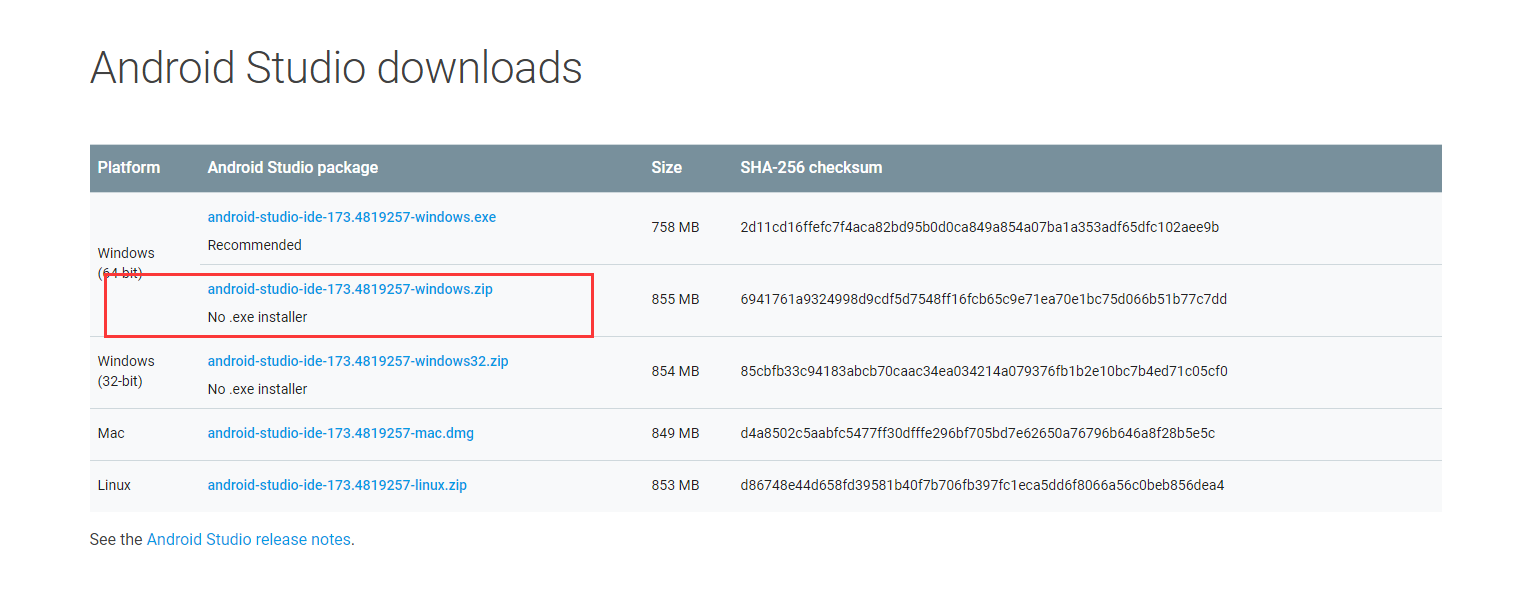 Android Studio downloads
Platform Android Studio package Size SHA-256 checksum
Windows
(64-bit)
android-studio-ide-173.4819257-windows.exe
Recommended
758 MB
2d11cd16ffefc7f4aca82bd95b0d0ca849a854a07ba1a353adf65dfc102aee9b
android-studio-ide-173.4819257-windows.zip
No .exe installer
855 MB
6941761a9324998d9cdf5d7548ff16fcb65c9e71ea70e1bc75d066b51b77c7dd
Windows
(32-bit)
android-studio-ide-173.4819257-windows32.zip
No .exe installer
854 MB
85cbfb33c94183abcb70caac34ea034214a079376fb1b2e10bc7b4ed71c05cf0
Mac android-studio-ide-173.4819257-mac.dmg 849 MB d4a8502c5aabfc5477ff30dfffe296bf705bd7e62650a76796b646a8f28b5e5c
Linux android-studio-ide-173.4819257-linux.zip 853 MB d86748e44d658fd39581b40f7b706fb397fc1eca5dd6f8066a56c0beb856dea4
See the Android Studio release notes.